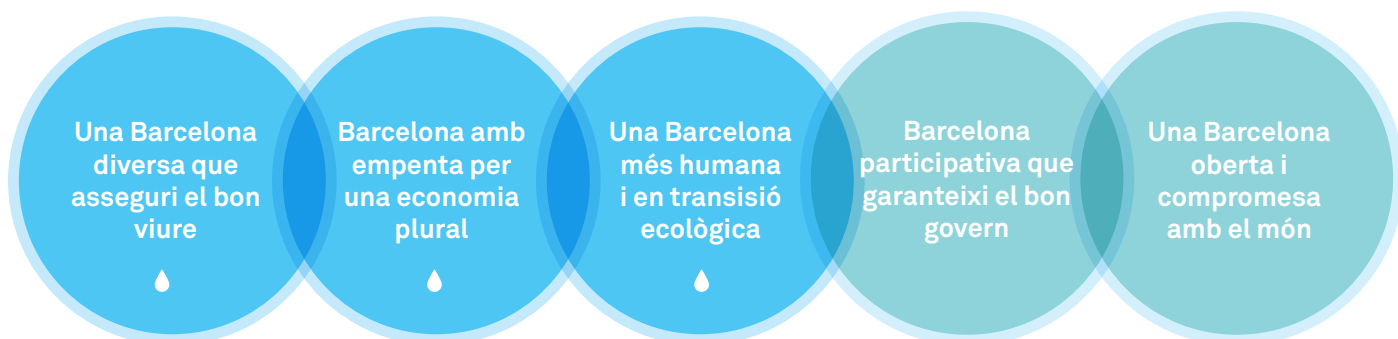 Una Barcelona
diversa que
asseguri el bon
viure
Barcelona amb
empenta per
una economia
plural
Una Barcelona
més humana
i en transisió
ecològica
Barcelona
participativa que
garanteixi el bon
govern
Una Barcelona
oberta i
compromesa
amb el món